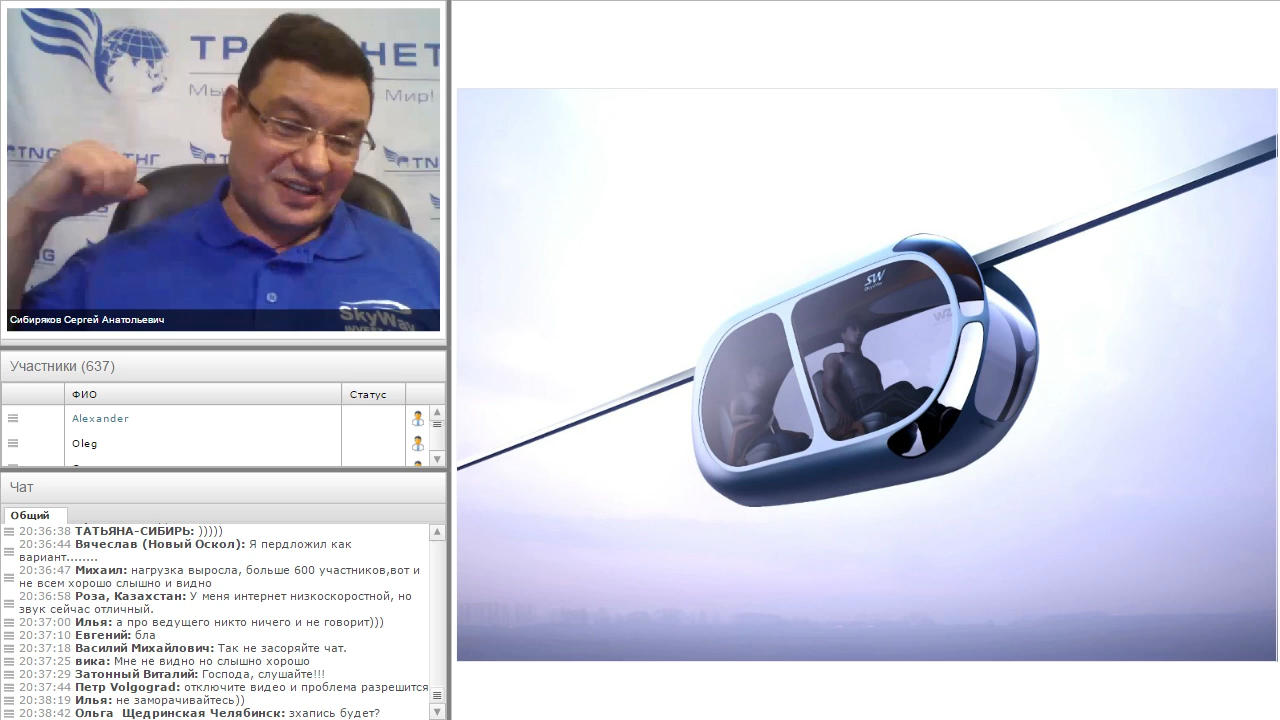 ТР
НЕТ
Мы
Мир!
TNG
ТНГ
TNG
NG
SkyWay
INVEST
Сибиряков Сергей Анатольевич
Участники (637)
ФИО
Статус
Alexander
Oleg
Чат
Общий
20:36:38 ТАТЬЯНА-СИБИРЬ: )))))
20:36:44 Вячеслав (Новый Оскол): Я пердложил как
вариант........
20:36:47 Михаил: нагрузка выросла, больше 600 участников,вот и
не всем хорошо слышно и видно
20:36:58 Роза, Казахстан: У меня интернет низкоскоростной, но
звук сейчас отличный.
20:37:00 Илья: а про ведущего никто ничего и не говорит)))
20:37:10 Евгений: бла
20:37:18 Василий Михайлович: Так не засоряйте чат.
20:37:25 вика: Мне не видно но слышно хорошо
20:37:29 Затонный Виталий: Господа, слушайте!!!
20:37:44 Петр Volgograd: отключите видео и проблема разрешится
20:38:19 Илья: не заморачивайтесь))
20:38:42 Ольга Щедринская Челябинск: зхапись будет?
SW